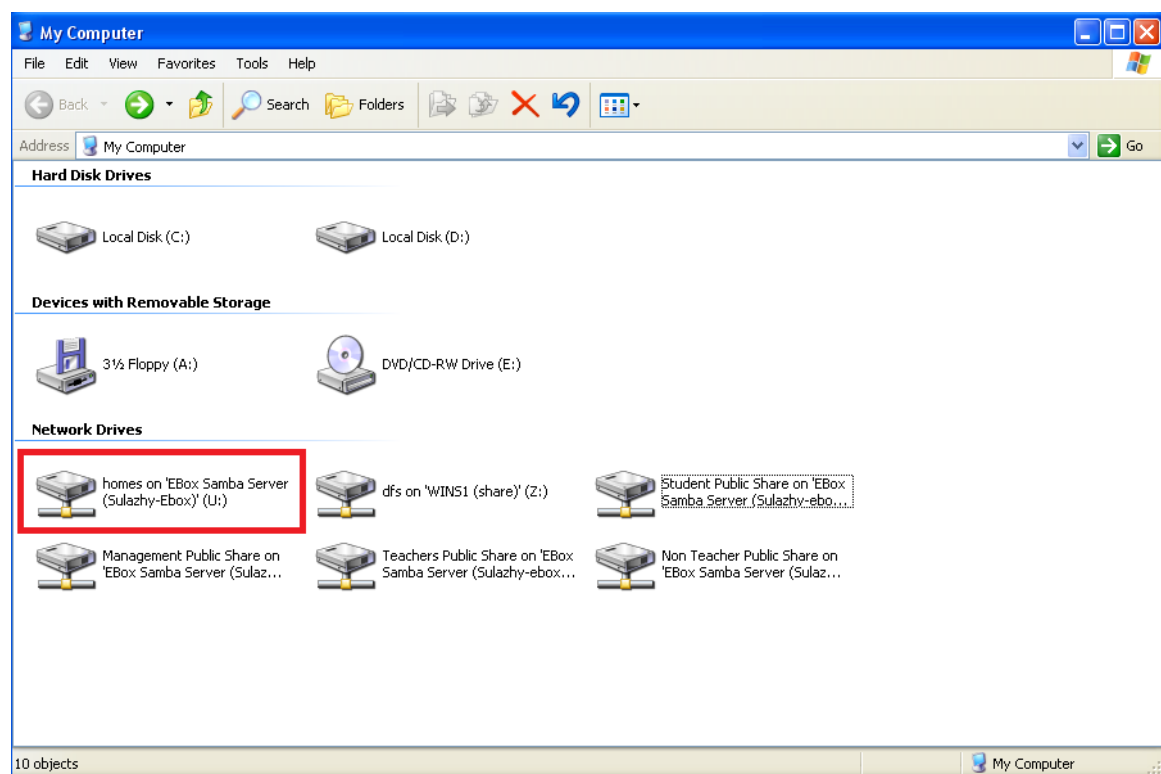 My Computer
File Edit View Favorites Tools Help
Back Search Folders
Address My Computer Go
Hard Disk Drives
Local Disk (C:) Local Disk (D:)
Devices with Removable Storage
3½ Floppy (A:) DVD/CD-RW Drive (E:)
Network Drives
homes on 'EBox Samba Server
(Sulazhy-Ebox)' (U:)
dfs on 'WINS1 (share)' (Z:)
Student Public Share on 'EBox
Samba Server (Sulazhy-ebo...
Management Public Share on
'EBox Samba Server (Sulaz...
Teachers Public Share on 'EBox
Samba Server (Sulazhy-ebox...
Non Teacher Public Share on
'EBox Samba Server (Sulaz...
10 objects My Computer